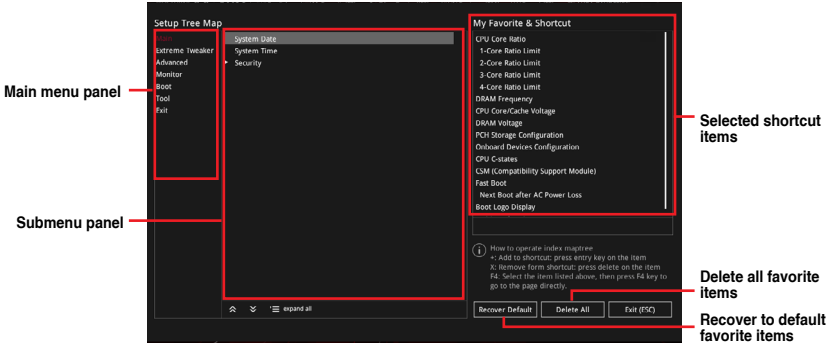 Setup Tree Map
My Favorite & Shortcut
Main
Extreme Tweaker
Advanced
Monitor
Boot
Tool
Exit
System Date
System Time
Security
CPU Core Ratio
1-Core Ratio Limit
2-Core Ratio Limit
3-Core Ratio Limit
4-Core Ratio Limit
DRAM Frequency
CPU Core/Cache Voltage
DRAM Voltage
PCH Storage Configuration
Onboard Devices Configuration
CPU C-states
CSM (Compatibility Support Module)
Fast Boot
Next Boot after AC Power Loss
Boot Logo Display
How to operate index maptree
+: Add to shortcut: press entry key on the item
X: Remove form shortcut: press delete on the item
F4: Select the item listed above, then press F4 key to
go to the page directly.
expand all
Recover Default
Delete All
Exit (ESC)
Main menu panel
Submenu panel
Selected shortcut
items
Delete all favorite
items
Recover to default
favorite items